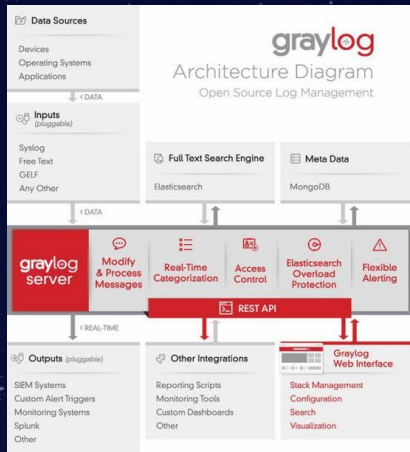 graylog
Architecture Diagram
Open Source Log Management
Data Sources
Devices
Operating Systems
Applications
< DATA
Inputs
(pluggable)
Syslog
Free Text
GELF
Any Other
Full Text Search Engine
Elasticsearch
Meta Data
MongoDB
< DATA
graylog
server
Modify
& Process
Messages
Real-Time
Categorization
Access
Control
Elasticsearch
Overload
Protection
Flexible
Alerting
REST API
< REAL-TIME
Outputs (pluggable)
SIEM Systems
Custom Alert Triggers
Monitoring Systems
Splunk
Other
Other Integrations
Reporting Scripts
Monitoring Tools
Custom Dashboards
Other
Graylog
Web Interface
Stack Management
Configuration
Search
Visualization